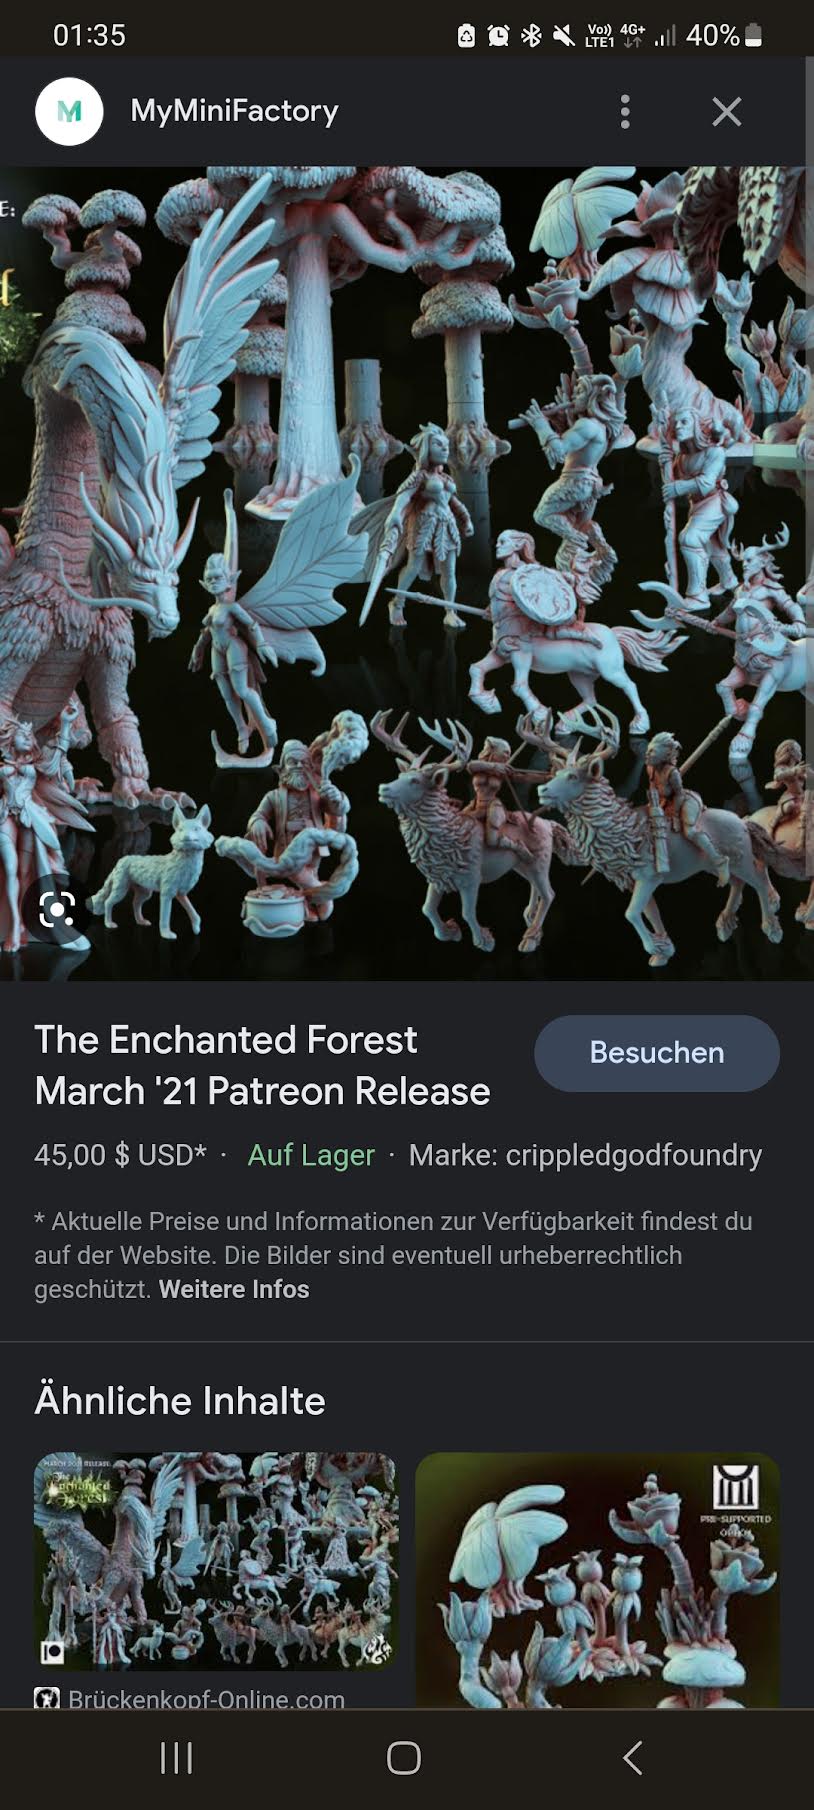 01:35
Vo))
LTE1
4G+
40%
MyMiniFactory
E:
The Enchanted Forest
March '21 Patreon Release
Besuchen
45,00 $ USD* · Auf Lager · Marke: crippledgodfoundry
* Aktuelle Preise und Informationen zur Verfügbarkeit findest du
auf der Website. Die Bilder sind eventuell urheberrechtlich
geschützt. Weitere Infos
Ähnliche Inhalte
MARCH 2021 RELEASE:
The
Enchanted
Forest
PRE-SUPPORTED
OPTION
Brückenkopf-Online.com